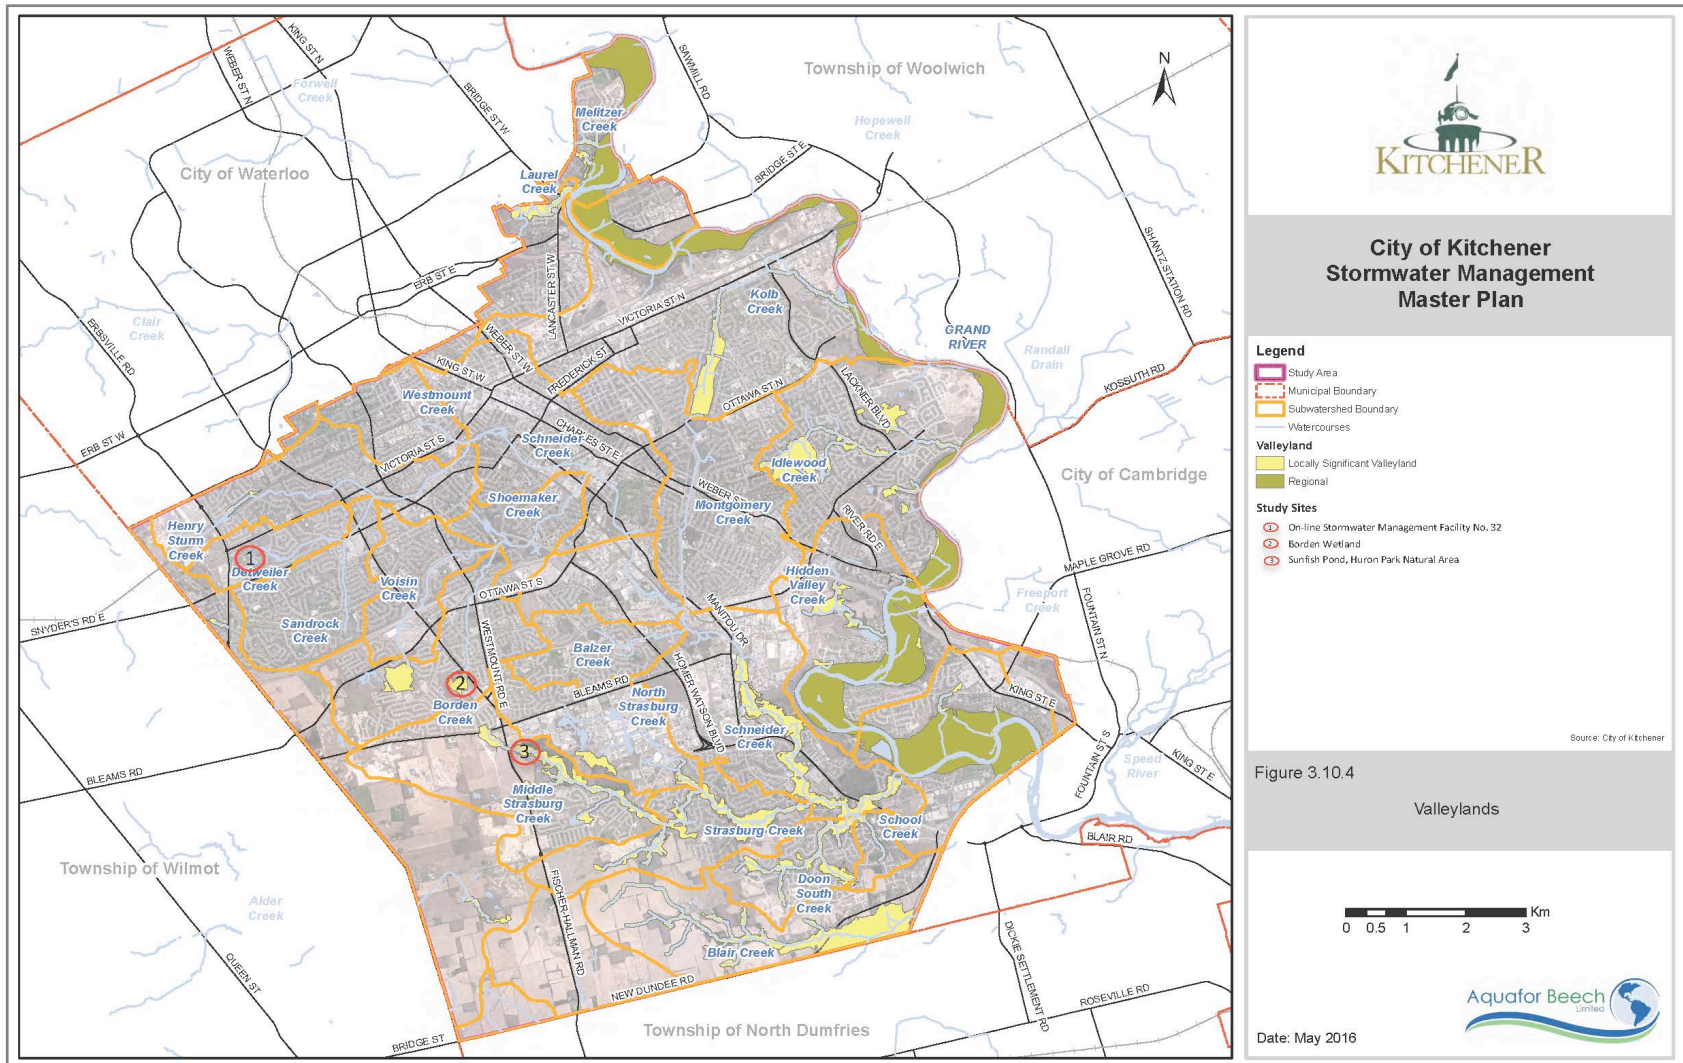 KING ST N
WEBER ST N
Forwell
Creek
BRIDGE ST W
SAWMILL RD
Township of Woolwich
N
Melitzer
Creek
Hopewell
Creek
City of Waterloo
Laurel
Creek
BRIDGE ST E
ERB ST E
LANCASTER ST W
VICTORIA ST N
Kolb
Creek
SHANTZ STATION RD
Clair
Creek
ERBSVILLE RD
WEBER ST W
KING ST W
FREDERICK ST
GRAND
RIVER
Randall
Drain
KOSSUTH RD
OTTAWA ST N
LACKNER BLVD
Westmount
Creek
ERB ST W
VICTORIA ST S
CHARLES ST E
Schneider
Creek
Idlewood
Creek
City of Cambridge
Shoemaker
Creek
WEBER ST
Montgomery
Creek
RIVER RD E
Henry
Sturm
Creek
1
Detweiler
Creek
Voisin
Creek
OTTAWA ST S
Hidden
Valley
Creek
MAPLE GROVE RD
Freeport
Creek
FOUNTAIN ST N
SNYDER'S RD E
Sandrock
Creek
WESTMOUNT RD E
MANITOU DR
Balzer
Creek
HOMER WATSON BLVD
2
BLEAMS RD
Borden
Creek
North
Strasburg
Creek
KING ST E
Schneider
Creek
3
FOUNTAIN ST S
Speed
River
KING ST E
BLEAMS RD
Middle
Strasburg
Creek
Strasburg Creek
School
Creek
BLAIR RD
Township of Wilmot
Doon
South
Creek
Alder
Creek
FISCHER-HALLMAN RD
Blair Creek
DICKIE SETTLEMENT RD
QUEEN ST
NEW DUNDEE RD
ROSEVILLE RD
Township of North Dumfries
BRIDGE ST
KITCHENER
City of Kitchener
Stormwater Management
Master Plan
Legend
Study Area
Municipal Boundary
Subwatershed Boundary
Watercourses
Valleyland
Locally Significant Valleyland
Regional
Study Sites
1 On-line Stormwater Management Facility No. 32
2 Borden Wetland
3 Sunfish Pond, Huron Park Natural Area
Source: City of Kitchener
Figure 3.10.4
Valleylands
Km
0 0.5 1 2 3
Aquafor Beech
Limited
Date: May 2016